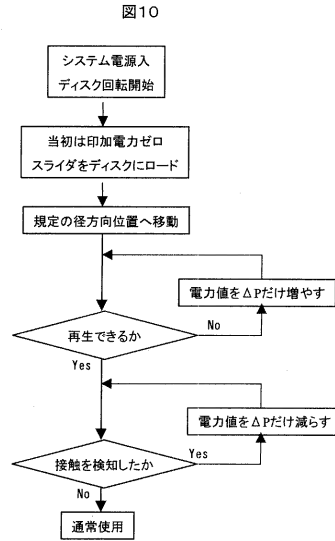 図10
システム電源入
ディスク回転開始
当初は印加電力ゼロ
スライダをディスクにロード
規定の径方向位置へ移動
電力値をΔPだけ増やす
再生できるか
No
Yes
電力値をΔPだけ減らす
接触を検知したか
Yes
No
通常使用